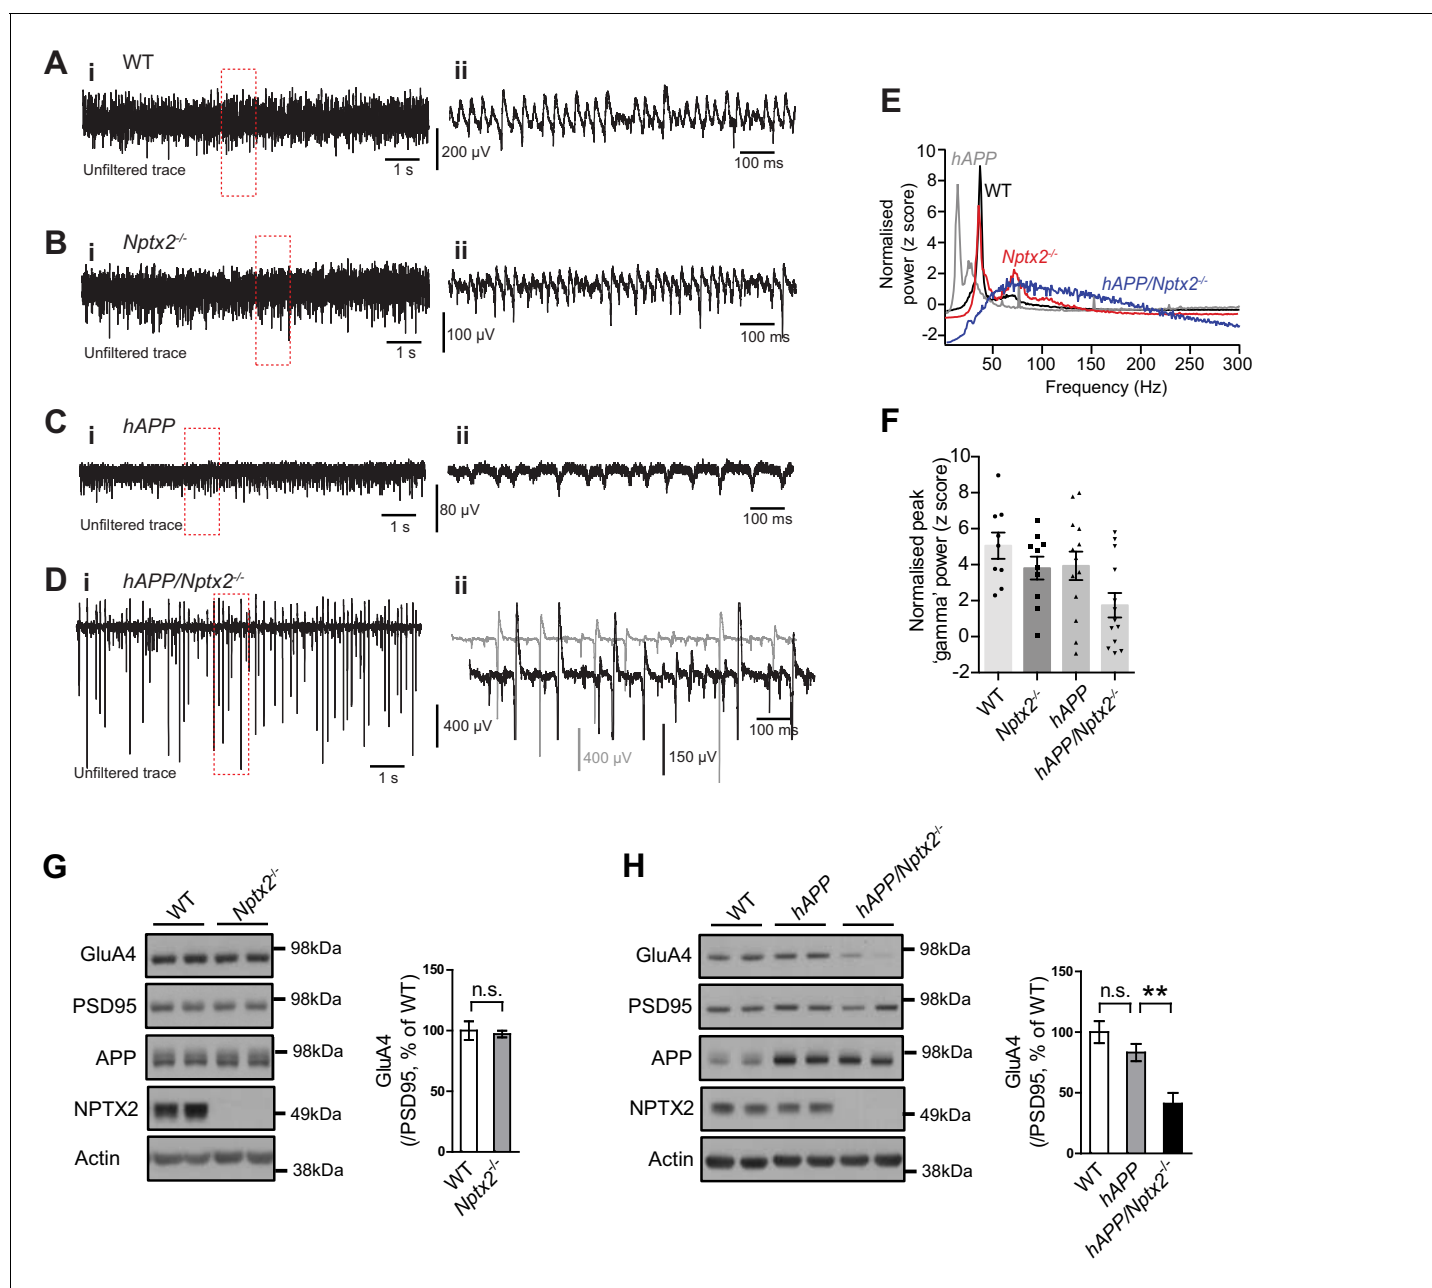 A
i
WT
ii
Unfiltered trace
1 s
200 µV
100 ms
B
i
Nptx2-/-
ii
Unfiltered trace
1 s
100 µV
100 ms
C
i
hAPP
ii
Unfiltered trace
1 s
80 µV
100 ms
D
i
hAPP/Nptx2-/-
ii
Unfiltered trace
1 s
400 µV
400 µV
150 µV
100 ms
E
Normalised
power (z score)
10
8
6
4
2
0
-2
hAPP
WT
Nptx2-/-
hAPP/Nptx2-/-
50
100
150
200
250
300
Frequency (Hz)
F
Normalised peak
'gamma' power (z score)
10
8
6
4
2
0
-2
WT
Nptx2-/-
hAPP
hAPP/Nptx2-/-
G
WT
Nptx2-/-
GluA4
98kDa
PSD95
98kDa
APP
98kDa
NPTX2
49kDa
Actin
38kDa
GluA4
(/PSD95, % of WT)
150
100
50
0
n.s.
WT
Nptx2-/-
H
WT
hAPP
hAPP/Nptx2-/-
GluA4
98kDa
PSD95
98kDa
APP
98kDa
NPTX2
49kDa
Actin
38kDa
GluA4
(/PSD95, % of WT)
150
100
50
0
n.s.
**
WT
hAPP
hAPP/Nptx2-/-